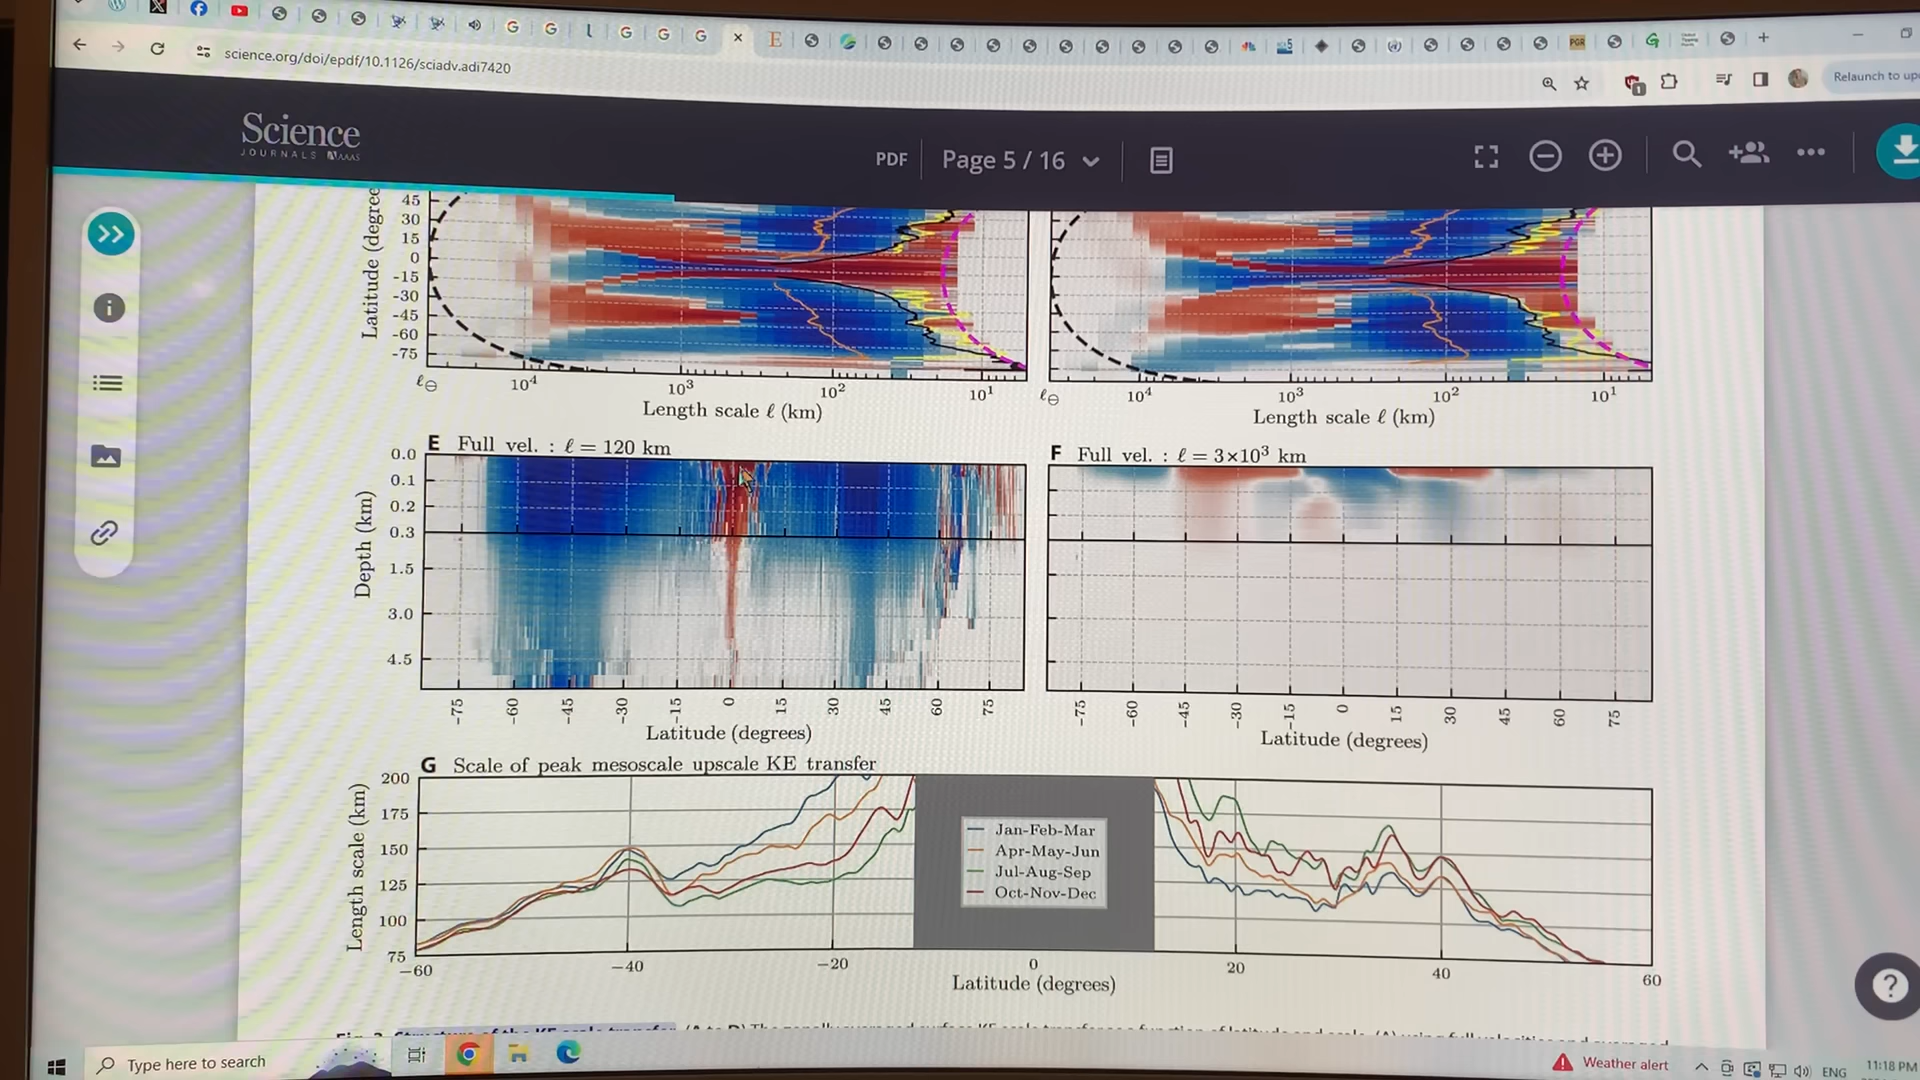 science.org/doi/epdf/10.1126/sciadv.adi7420
Relaunch to up
Science
JOURNALS AAAS
PDF
Page 5 / 16
Latitude (degree
45
30
15
0
-15
-30
-45
-60
-75
ℓ⊖ 10⁴ 10³ 10² 10¹
Length scale ℓ (km)
ℓ⊖ 10⁴ 10³ 10² 10¹
Length scale ℓ (km)
E Full vel. : ℓ = 120 km
F Full vel. : ℓ = 3×10³ km
Depth (km)
0.0
0.1
0.2
0.3
1.5
3.0
4.5
-75 -60 -45 -30 -15 0 15 30 45 60 75
Latitude (degrees)
-75 -60 -45 -30 -15 0 15 30 45 60 75
Latitude (degrees)
G Scale of peak mesoscale upscale KE transfer
Length scale (km)
200
175
150
125
100
75
Jan-Feb-Mar
Apr-May-Jun
Jul-Aug-Sep
Oct-Nov-Dec
−60 −40 −20 0 20 40 60
Latitude (degrees)
Type here to search
Weather alert
ENG
11:18 PM